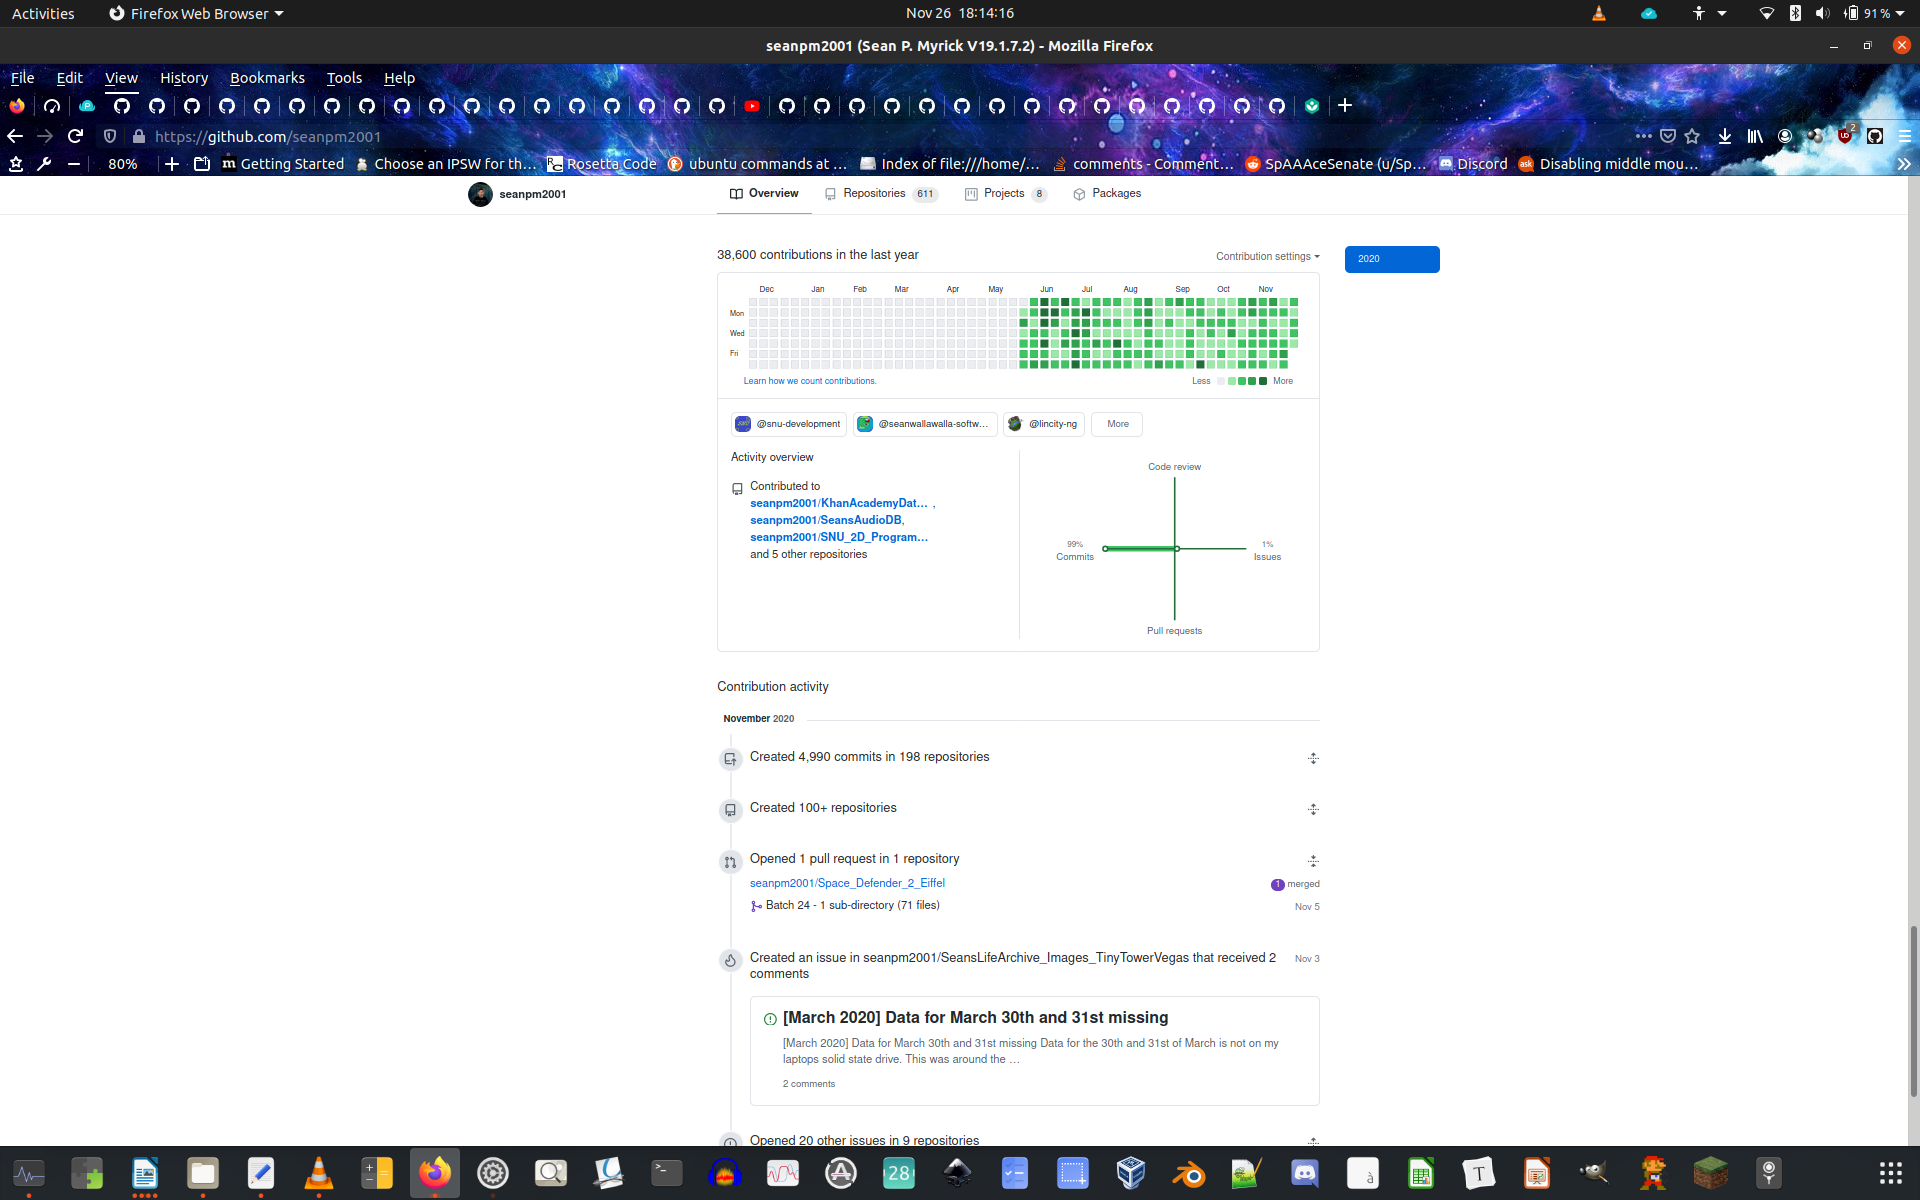 Activities Firefox Web Browser Nov 26 18:14:16 91 %
seanpm2001 (Sean P. Myrick V19.1.7.2) - Mozilla Firefox
File Edit View History Bookmarks Tools Help
https://github.com/seanpm2001 2
80% Getting Started Choose an IPSW for th… Rosetta Code ubuntu commands at … Index of file:///home/… comments - Comment… SpAAAceSenate (u/Sp… Discord Disabling middle mou…
seanpm2001 Overview Repositories 611 Projects 8 Packages
38,600 contributions in the last year Contribution settings 2020
Dec Jan Feb Mar Apr May Jun Jul Aug Sep Oct Nov
Mon
Wed
Fri
Learn how we count contributions. Less More
@snu-development @seanwallawalla-softw… @lincity-ng More
Activity overview
Code review
Contributed to
seanpm2001/KhanAcademyDat… ,
seanpm2001/SeansAudioDB,
seanpm2001/SNU_2D_Program…
and 5 other repositories
99%
Commits
1%
Issues
Pull requests
Contribution activity
November 2020
Created 4,990 commits in 198 repositories
Created 100+ repositories
Opened 1 pull request in 1 repository
seanpm2001/Space_Defender_2_Eiffel 1 merged
Batch 24 - 1 sub-directory (71 files) Nov 5
Created an issue in seanpm2001/SeansLifeArchive_Images_TinyTowerVegas that received 2 Nov 3
comments
[March 2020] Data for March 30th and 31st missing
[March 2020] Data for March 30th and 31st missing Data for the 30th and 31st of March is not on my
laptops solid state drive. This was around the …
2 comments
Opened 20 other issues in 9 repositories
28